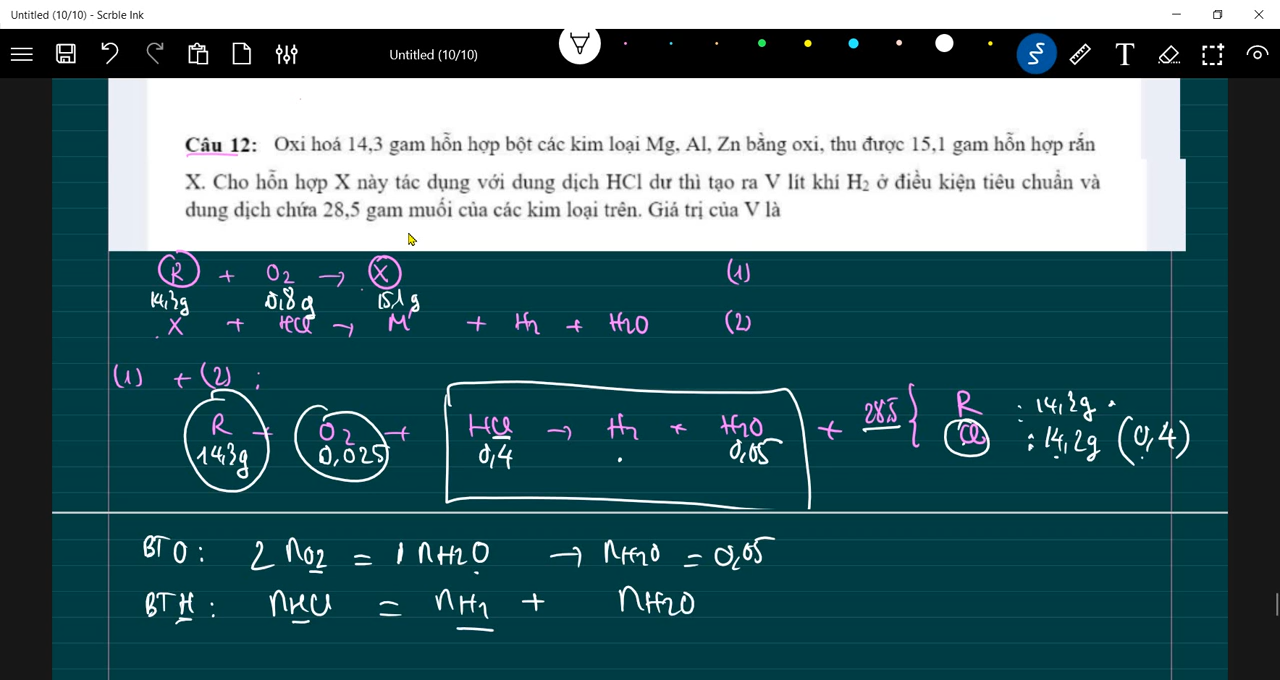 Untitled (10/10) - Scrble Ink
Untitled (10/10)
T
Câu 12: Oxi hoá 14,3 gam hỗn hợp bột các kim loại Mg, Al, Zn bằng oxi, thu được 15,1 gam hỗn hợp rắn
X. Cho hỗn hợp X này tác dụng với dung dịch HCl dư thì tạo ra V lít khí H₂ ở điều kiện tiêu chuẩn và
dung dịch chứa 28,5 gam muối của các kim loại trên. Giá trị của V là
R + O2 → X (1)
14,3g 0,8g 15,1g
X + HCl → M + H2 + H2O (2)
(1) + (2) :
R + O2 + HCl → H2 + H2O + 28,5 { R : 14,3g
14,3g 0,025 0,4 0,05 Cl : 14,2g (0,4)
BT O : 2 nO2 = 1 nH2O → nH2O = 0,05
BT H : nHCl = nH2 + nH2O